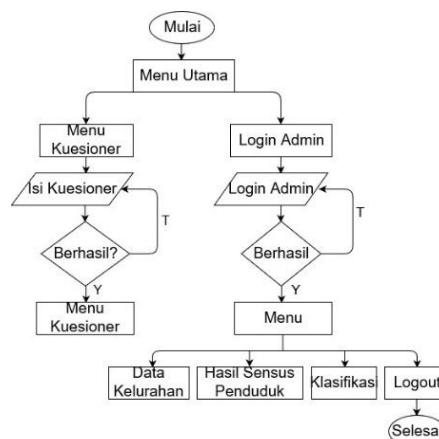 Mulai
Menu Utama
Menu
Kuesioner
Login Admin
Isi Kuesioner
Login Admin
T
T
Berhasil?
Berhasil
Y
Y
Menu
Kuesioner
Menu
Data
Kelurahan
Hasil Sensus
Penduduk
Klasifikasi
Logout
Selesa